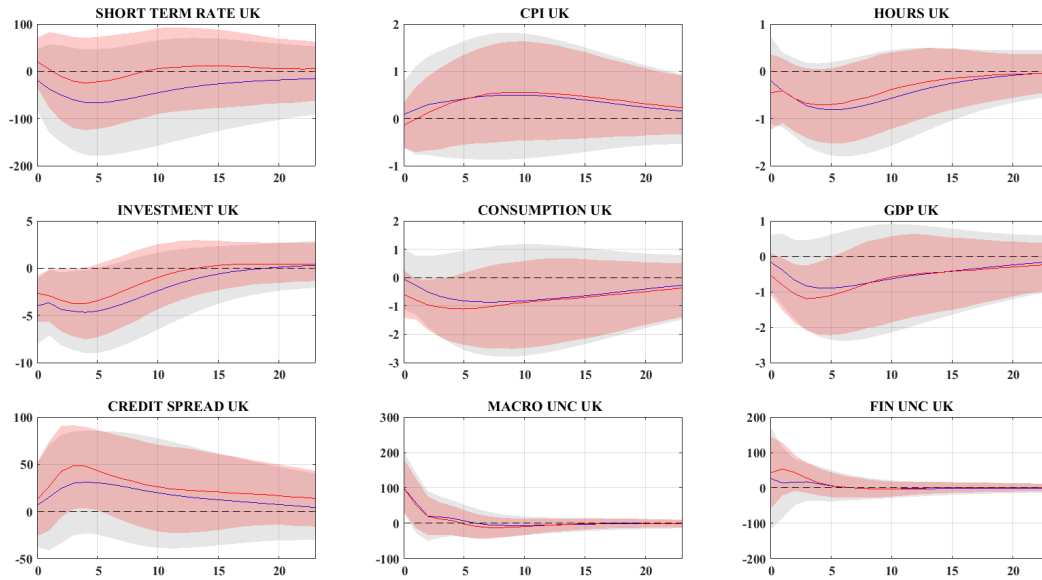 SHORT TERM RATE UK
100
0
-100
-200
0 5 10 15 20
CPI UK
2
1
0
-1
0 5 10 15 20
HOURS UK
1
0
-1
-2
0 5 10 15 20
INVESTMENT UK
5
0
-5
-10
0 5 10 15 20
CONSUMPTION UK
2
1
0
-1
-2
-3
0 5 10 15 20
GDP UK
1
0
-1
-2
-3
0 5 10 15 20
CREDIT SPREAD UK
100
50
0
-50
0 5 10 15 20
MACRO UNC UK
300
200
100
0
-100
0 5 10 15 20
FIN UNC UK
200
100
0
-100
-200
0 5 10 15 20